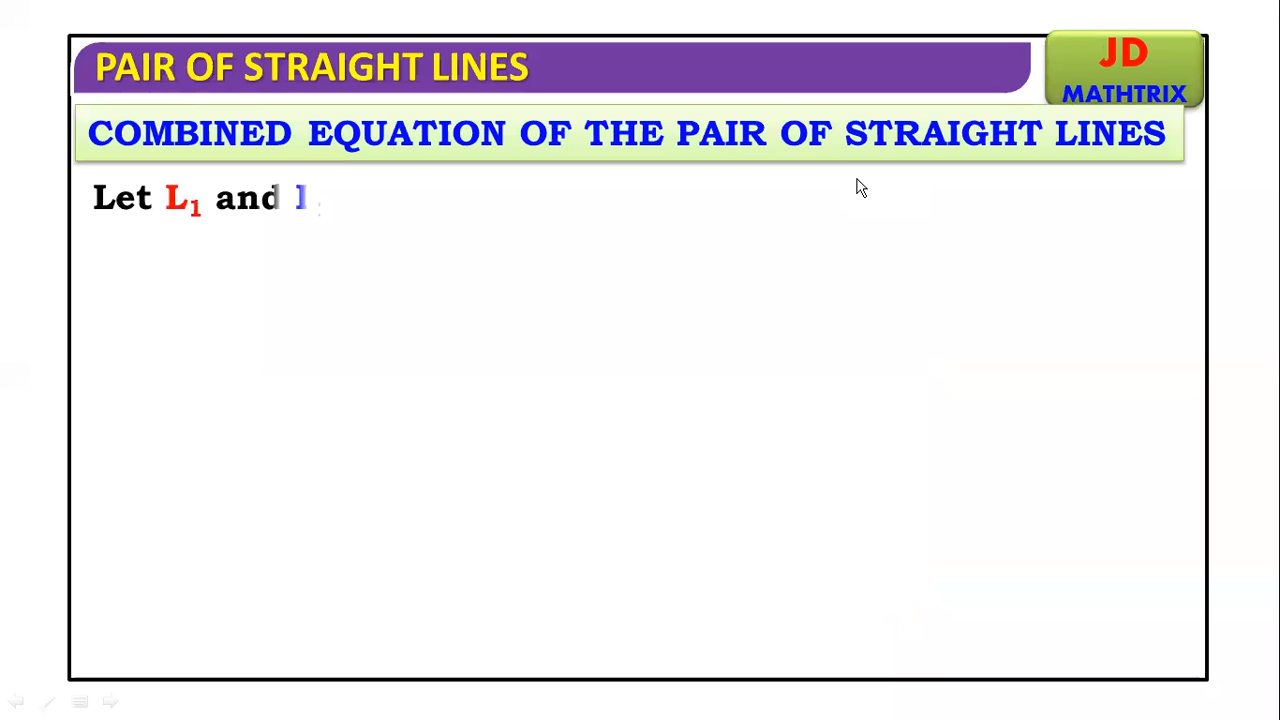 PAIR OF STRAIGHT LINES
JD
MATHTRIX
COMBINED EQUATION OF THE PAIR OF STRAIGHT LINES
Let L₁ and